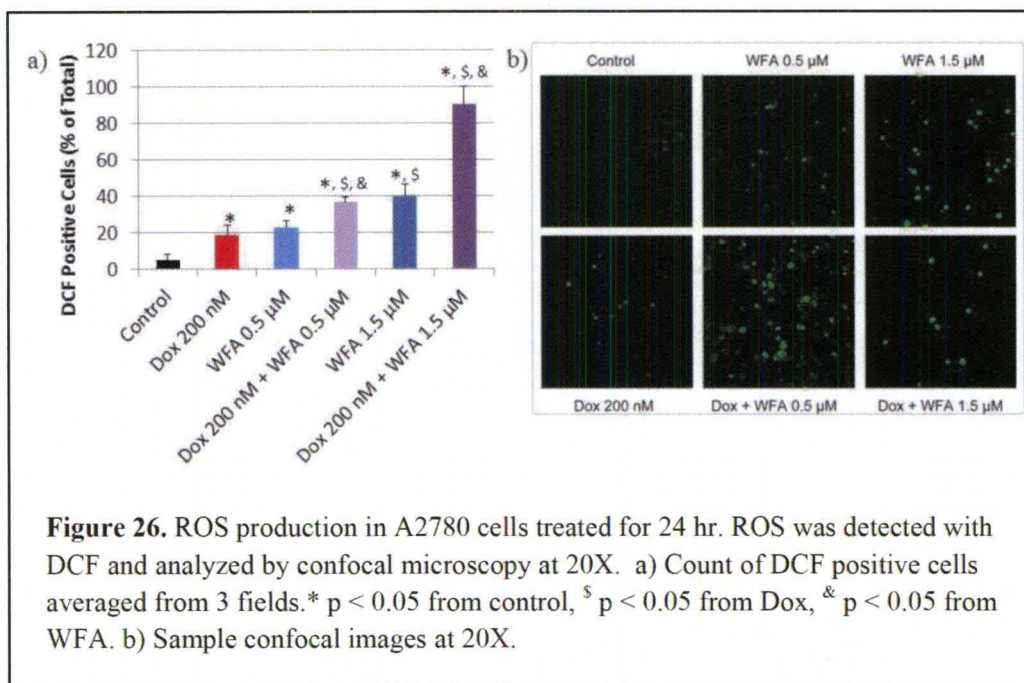 a)
120
100
80
60
40
20
0
DCF Positive Cells (% of Total)
*
*
*, $, &
*, $
*, $, &
Control
Dox 200 nM
WFA 0.5 µM
Dox 200 nM + WFA 0.5 µM
WFA 1.5 µM
Dox 200 nM + WFA 1.5 µM
b)
Control
WFA 0.5 µM
WFA 1.5 µM
Dox 200 nM
Dox + WFA 0.5 µM
Dox + WFA 1.5 µM
Figure 26. ROS production in A2780 cells treated for 24 hr. ROS was detected with
DCF and analyzed by confocal microscopy at 20X. a) Count of DCF positive cells
averaged from 3 fields.* p < 0.05 from control, $ p < 0.05 from Dox, & p < 0.05 from
WFA. b) Sample confocal images at 20X.